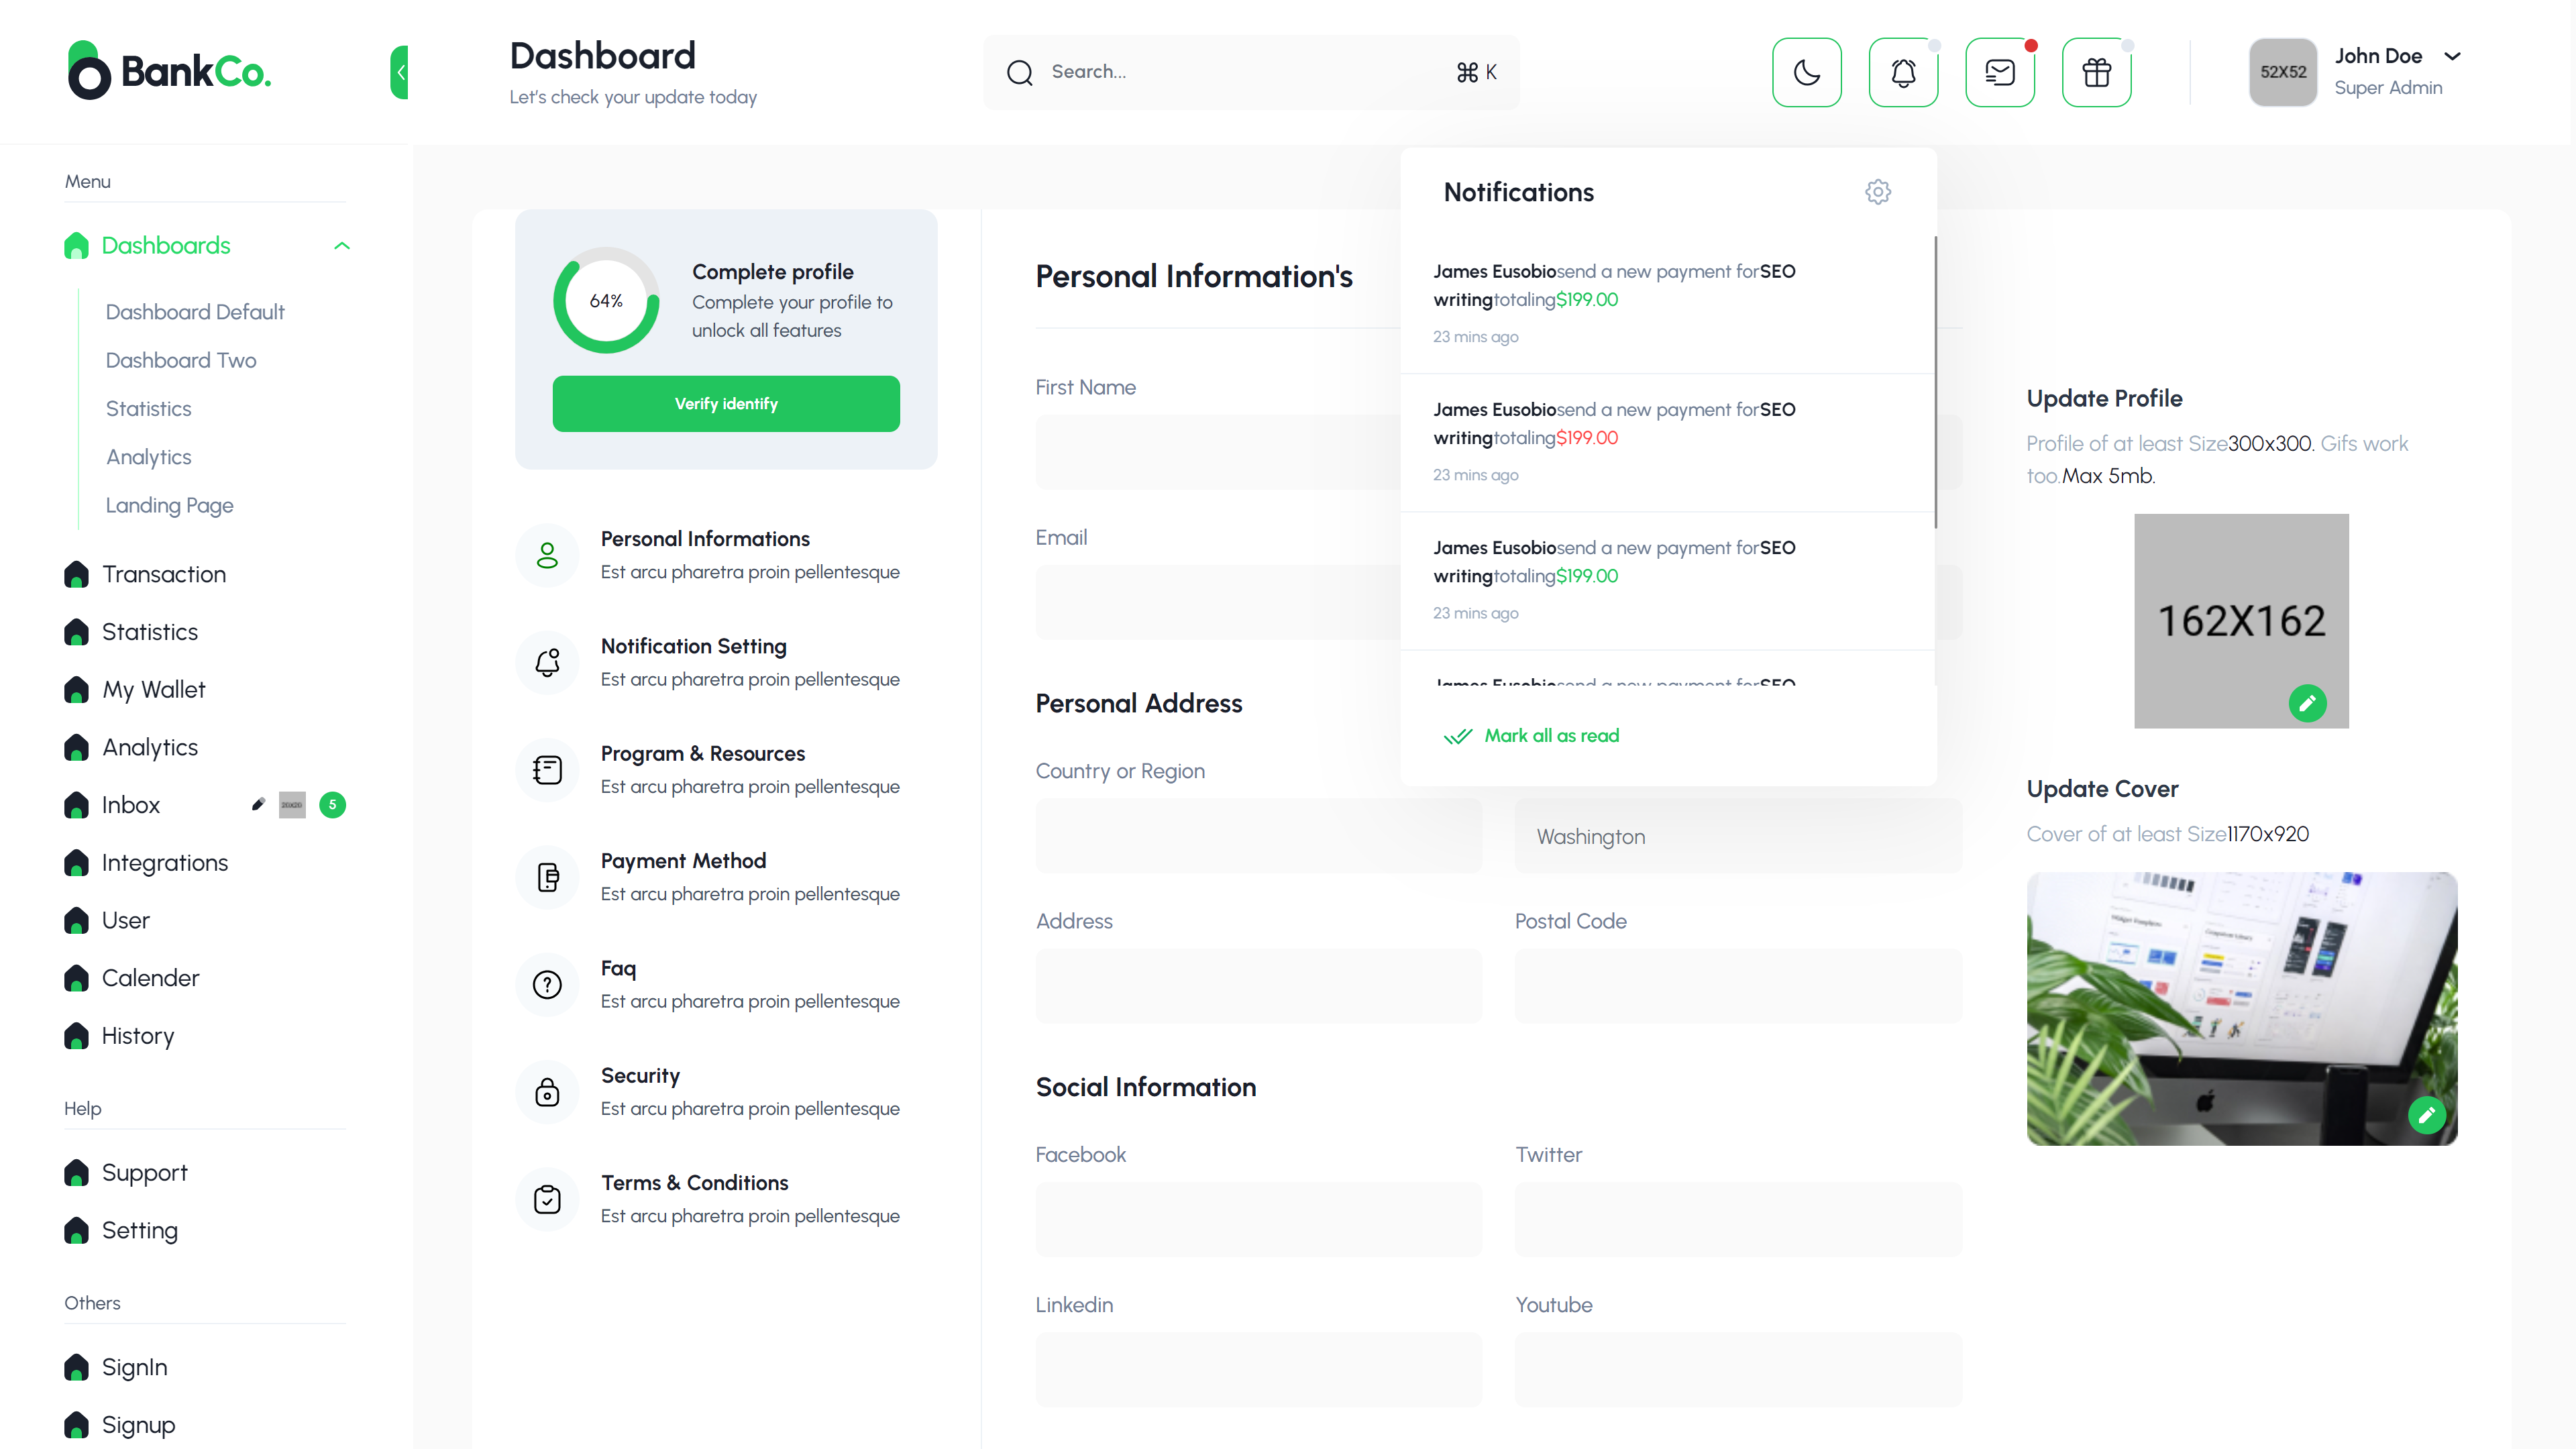 BankCo.
Dashboard
Let's check your update today
Search...
⌘ K
52X52
John Doe
Super Admin
Menu
Dashboards
Dashboard Default
Dashboard Two
Statistics
Analytics
Landing Page
Transaction
Statistics
My Wallet
Analytics
Inbox
5
Integrations
User
Calender
History
Help
Support
Setting
Others
SignIn
Signup
64%
Complete profile
Complete your profile to
unlock all features
Verify identify
Personal Informations
Est arcu pharetra proin pellentesque
Notification Setting
Est arcu pharetra proin pellentesque
Program & Resources
Est arcu pharetra proin pellentesque
Payment Method
Est arcu pharetra proin pellentesque
Faq
Est arcu pharetra proin pellentesque
Security
Est arcu pharetra proin pellentesque
Terms & Conditions
Est arcu pharetra proin pellentesque
Personal Information's
First Name
Email
Personal Address
Country or Region
Washington
Address
Postal Code
Social Information
Facebook
Twitter
Linkedin
Youtube
Notifications
James Eusobiosend a new payment forSEO
writingtotaling$199.00
23 mins ago
James Eusobiosend a new payment forSEO
writingtotaling$199.00
23 mins ago
James Eusobiosend a new payment forSEO
writingtotaling$199.00
23 mins ago
James Eusobiosend a new payment forSEO
Mark all as read
Update Profile
Profile of at least Size300x300. Gifs work
too.Max 5mb.
162X162
Update Cover
Cover of at least Size1170x920